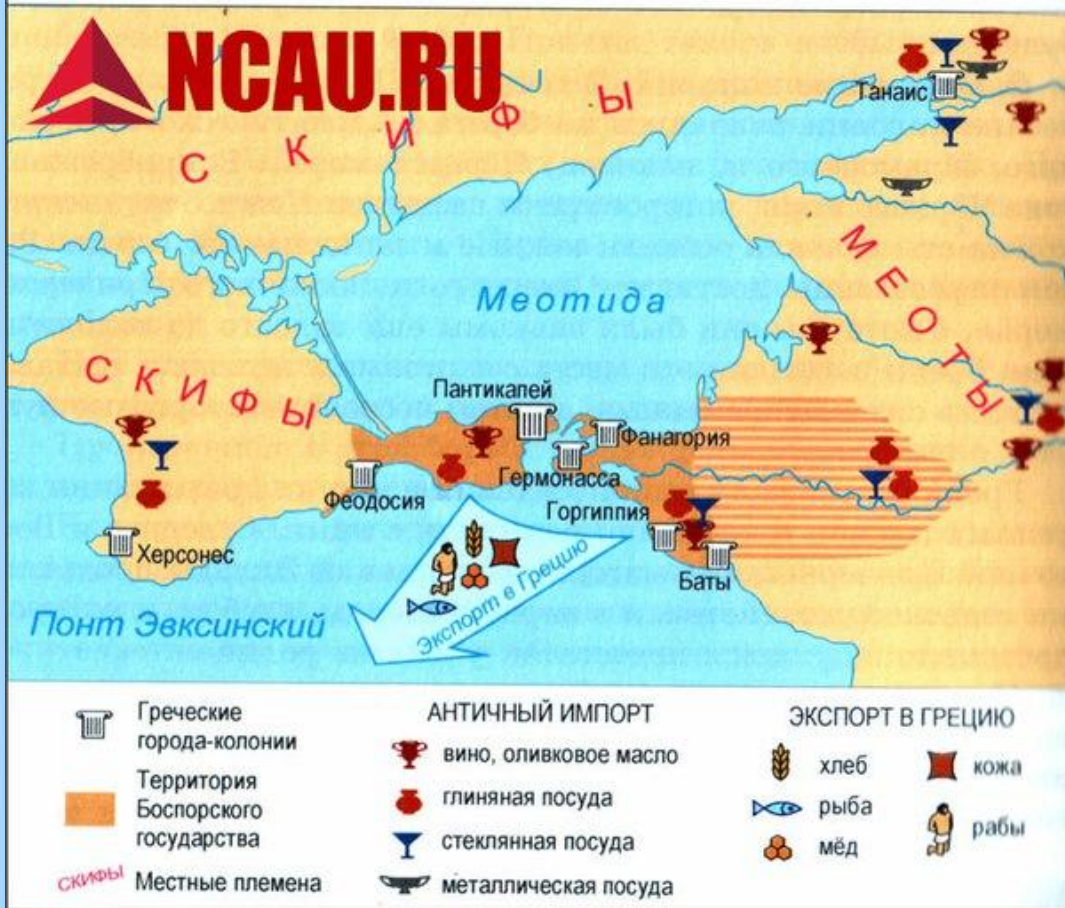 NCAU.RU
СКИФЫ
Танаис
МЕОТЫ
Меотида
СКИФЫ
Пантикапей
Фанагория
Гермонасса
Феодосия
Горгиппия
Херсонес
Баты
Экспорт в Грецию
Понт Эвксинский
Греческие
города-колонии
Территория
Боспорского
государства
СКИФЫ Местные племена
АНТИЧНЫЙ ИМПОРТ
вино, оливковое масло
глиняная посуда
стеклянная посуда
металлическая посуда
ЭКСПОРТ В ГРЕЦИЮ
хлеб
рыба
мёд
кожа
рабы